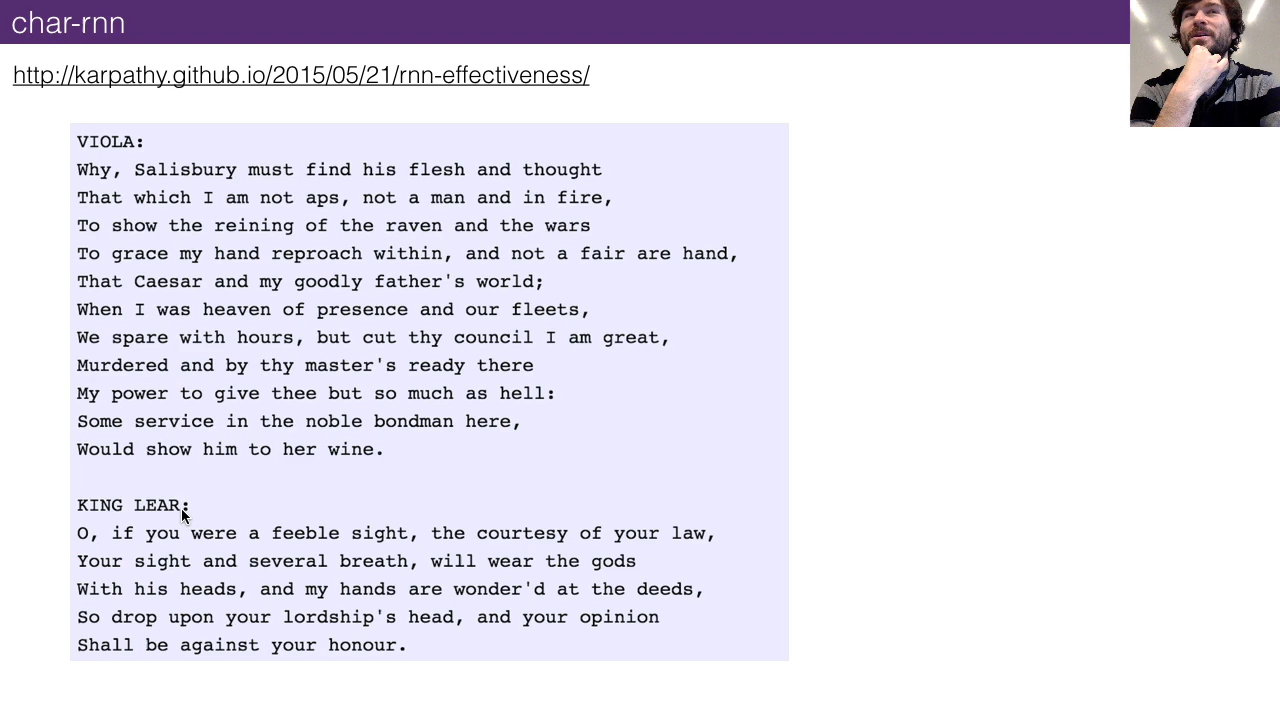 char-rnn
http://karpathy.github.io/2015/05/21/rnn-effectiveness/
VIOLA:
Why, Salisbury must find his flesh and thought
That which I am not aps, not a man and in fire,
To show the reining of the raven and the wars
To grace my hand reproach within, and not a fair are hand,
That Caesar and my goodly father's world;
When I was heaven of presence and our fleets,
We spare with hours, but cut thy council I am great,
Murdered and by thy master's ready there
My power to give thee but so much as hell:
Some service in the noble bondman here,
Would show him to her wine.
KING LEAR:
O, if you were a feeble sight, the courtesy of your law,
Your sight and several breath, will wear the gods
With his heads, and my hands are wonder'd at the deeds,
So drop upon your lordship's head, and your opinion
Shall be against your honour.